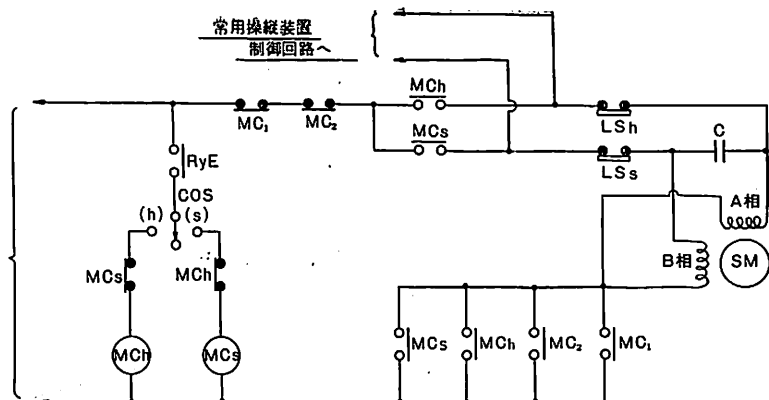 常用操縦装置
制御回路へ
MCh
MC₁
MC₂
LSh
MCs
C
LSs
RyE
COS
A相
(h)
(s)
B相
SM
MCs
MCh
MCs
MCh
MC₂
MC₁
MCh
MCs